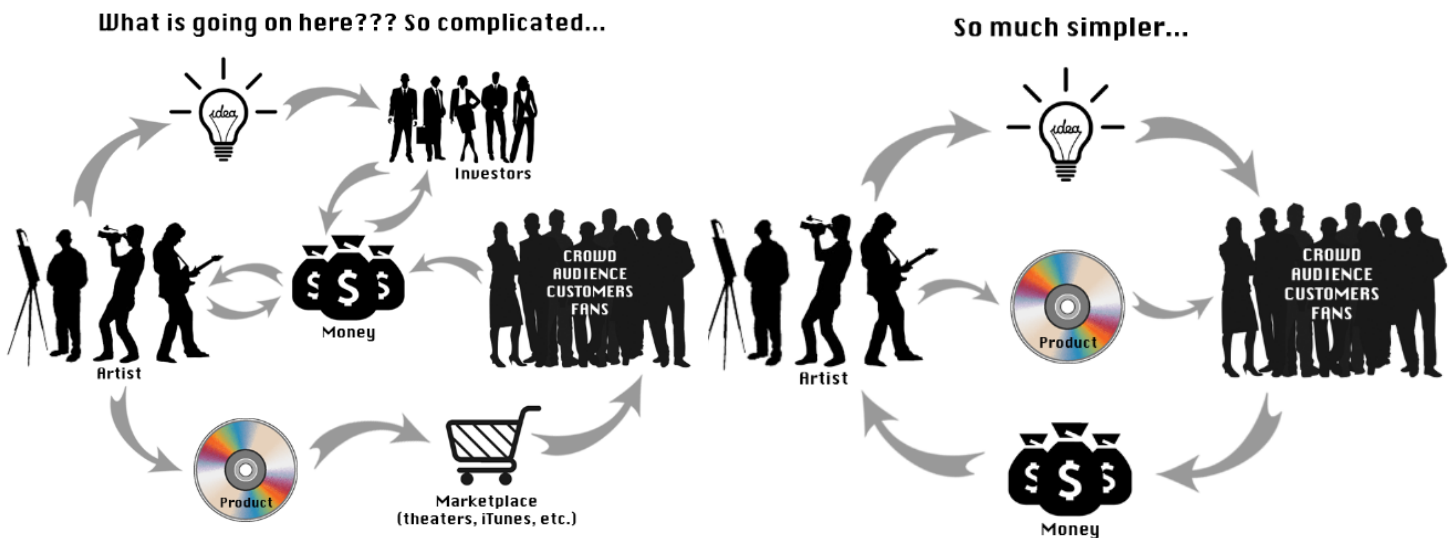 What is going on here??? So complicated...
idea
Investors
CROWD
AUDIENCE
CUSTOMERS
FANS
$ $ $
Money
Artist
Product
Marketplace
(theaters, iTunes, etc.)
So much simpler...
idea
CROWD
AUDIENCE
CUSTOMERS
FANS
Product
Artist
$ $ $
Money